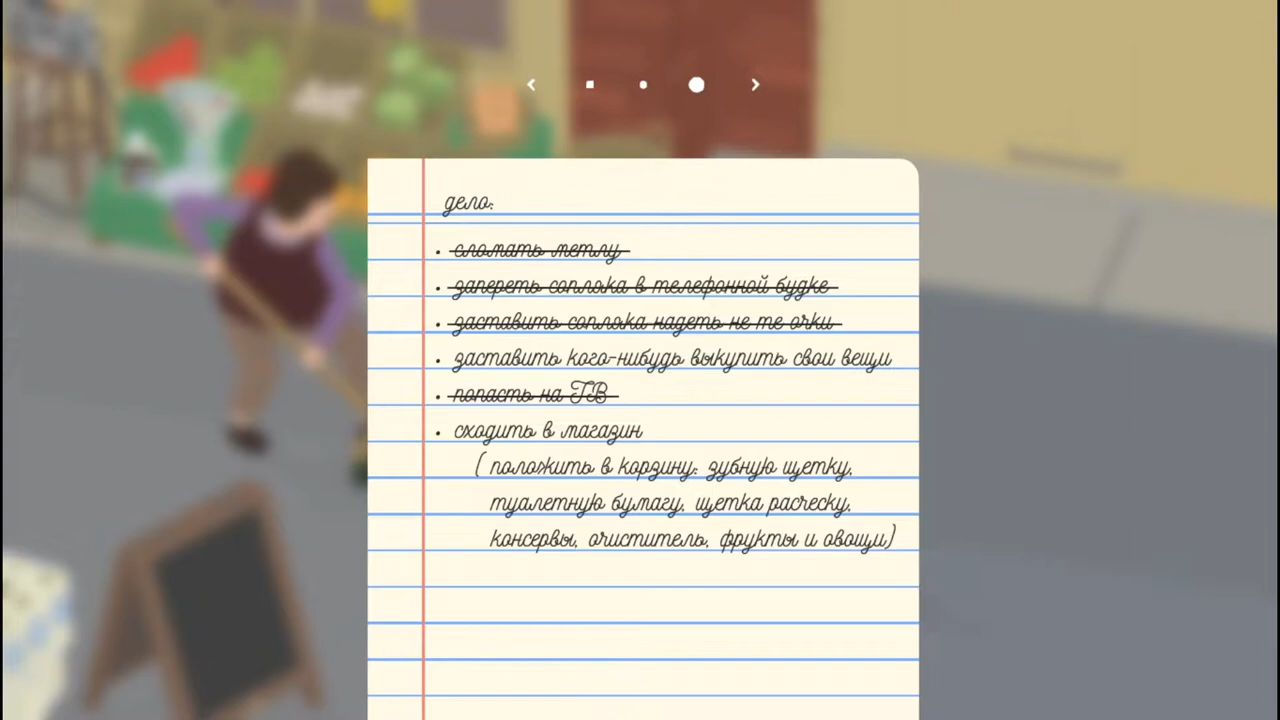 дело:
• сломать метлу
• запереть сопляка в телефонной будке
• заставить сопляка надеть не те очки
• заставить кого-нибудь выкупить свои вещи
• попасть на ТВ
• сходить в магазин
( положить в корзину: зубную щетку,
туалетную бумагу, щетка расческу,
консервы, очиститель, фрукты и овощи)